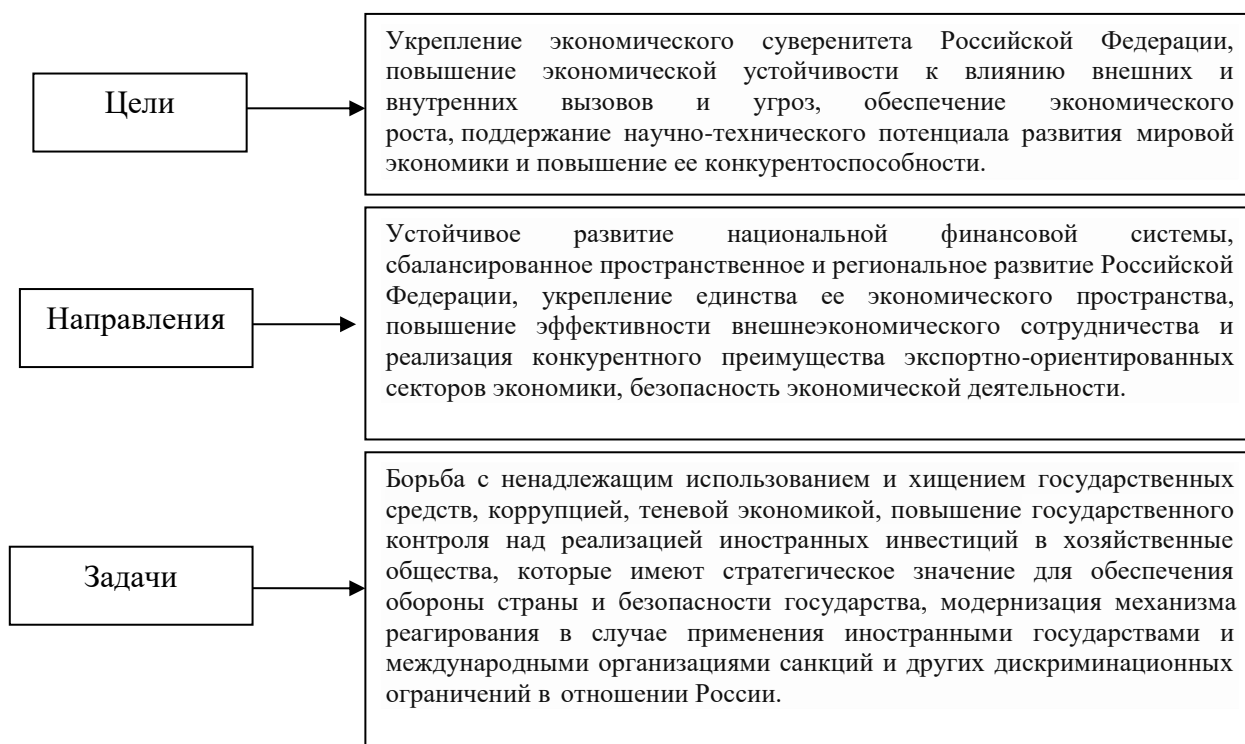 Цели
Укрепление экономического суверенитета Российской Федерации,
повышение экономической устойчивости к влиянию внешних и
внутренних вызовов и угроз, обеспечение экономического
роста, поддержание научно-технического потенциала развития мировой
экономики и повышение ее конкурентоспособности.
Направления
Устойчивое развитие национальной финансовой системы,
сбалансированное пространственное и региональное развитие Российской
Федерации, укрепление единства ее экономического пространства,
повышение эффективности внешнеэкономического сотрудничества и
реализация конкурентного преимущества экспортно-ориентированных
секторов экономики, безопасность экономической деятельности.
Задачи
Борьба с ненадлежащим использованием и хищением государственных
средств, коррупцией, теневой экономикой, повышение государственного
контроля над реализацией иностранных инвестиций в хозяйственные
общества, которые имеют стратегическое значение для обеспечения
обороны страны и безопасности государства, модернизация механизма
реагирования в случае применения иностранными государствами и
международными организациями санкций и других дискриминационных
ограничений в отношении России.